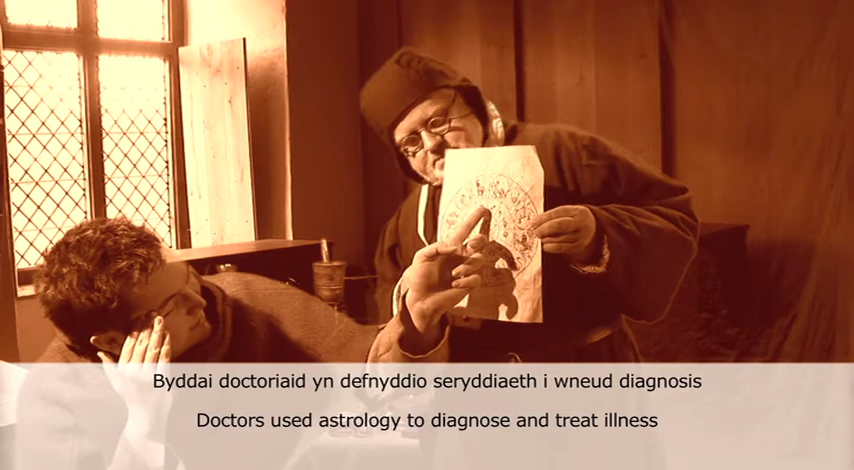 Byddai doctoriaid yn defnyddio seryddiaeth i wneud diagnosis
Doctors used astrology to diagnose and treat illness